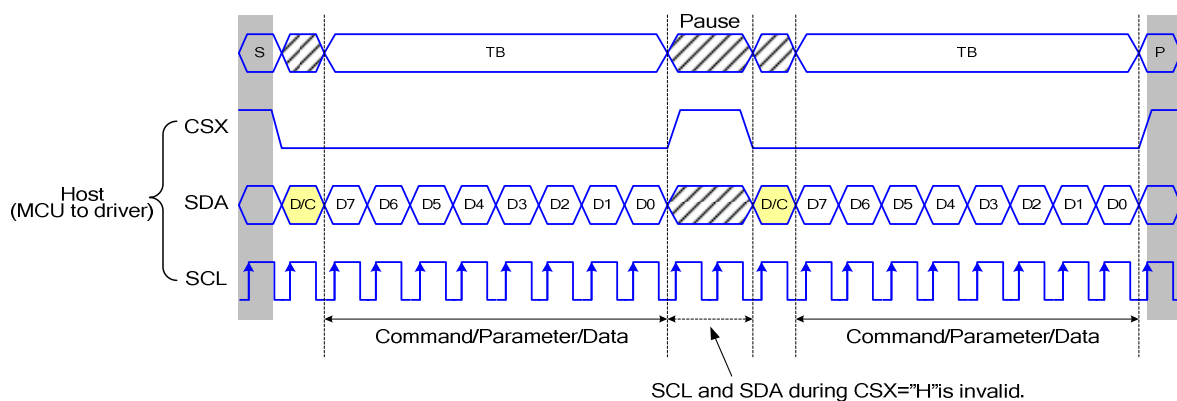 Pause
S TB TB P
CSX
Host
(MCU to driver)
SDA D/C D7 D6 D5 D4 D3 D2 D1 D0 D/C D7 D6 D5 D4 D3 D2 D1 D0
SCL
Command/Parameter/Data Command/Parameter/Data
SCL and SDA during CSX="H"is invalid.